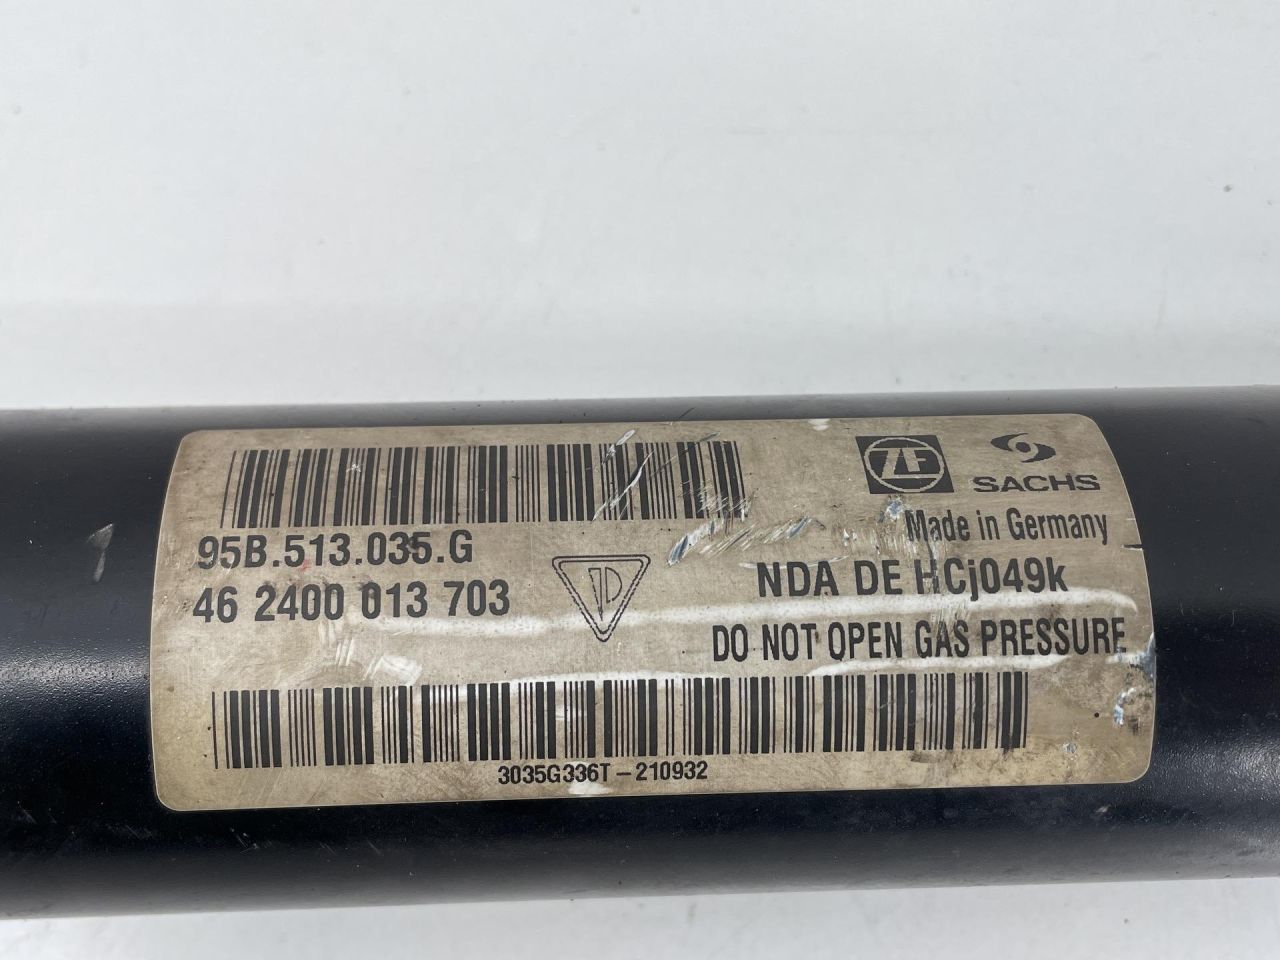 ZF SACHS
Made in Germany
95B.513.035.G
46 2400 013 703
NDA DE HCj049k
DO NOT OPEN GAS PRESSURE
3035G336T-210932